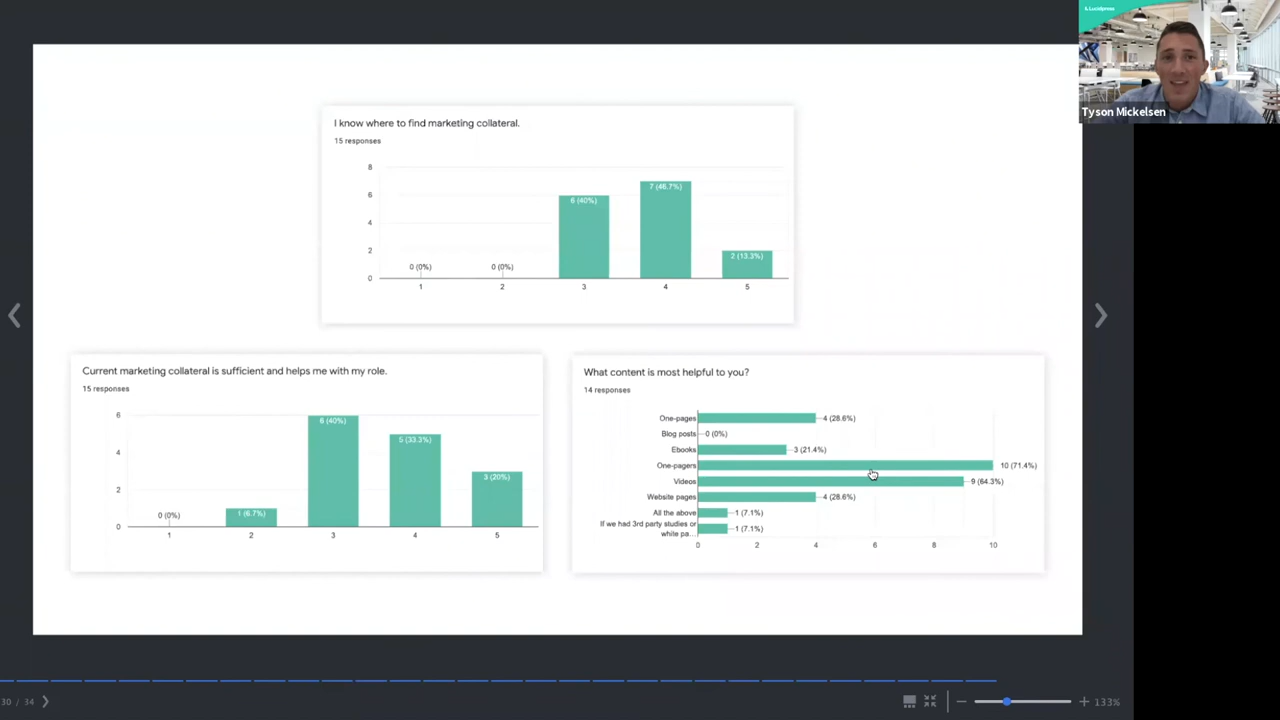 Lucidpress
Tyson Mickelsen
I know where to find marketing collateral.
15 responses
8
6
4
2
0
0 (0%)
0 (0%)
6 (40%)
7 (46.7%)
2 (13.3%)
1
2
3
4
5
Current marketing collateral is sufficient and helps me with my role.
15 responses
6
4
2
0
0 (0%)
1 (6.7%)
6 (40%)
5 (33.3%)
3 (20%)
1
2
3
4
5
What content is most helpful to you?
14 responses
One-pages 4 (28.6%)
Blog posts 0 (0%)
Ebooks 3 (21.4%)
One-pagers 10 (71.4%)
Videos 9 (64.3%)
Website pages 4 (28.6%)
All the above 1 (7.1%)
If we had 3rd party studies or
white pa... 1 (7.1%)
0 2 4 6 8 10
30 / 34
133%